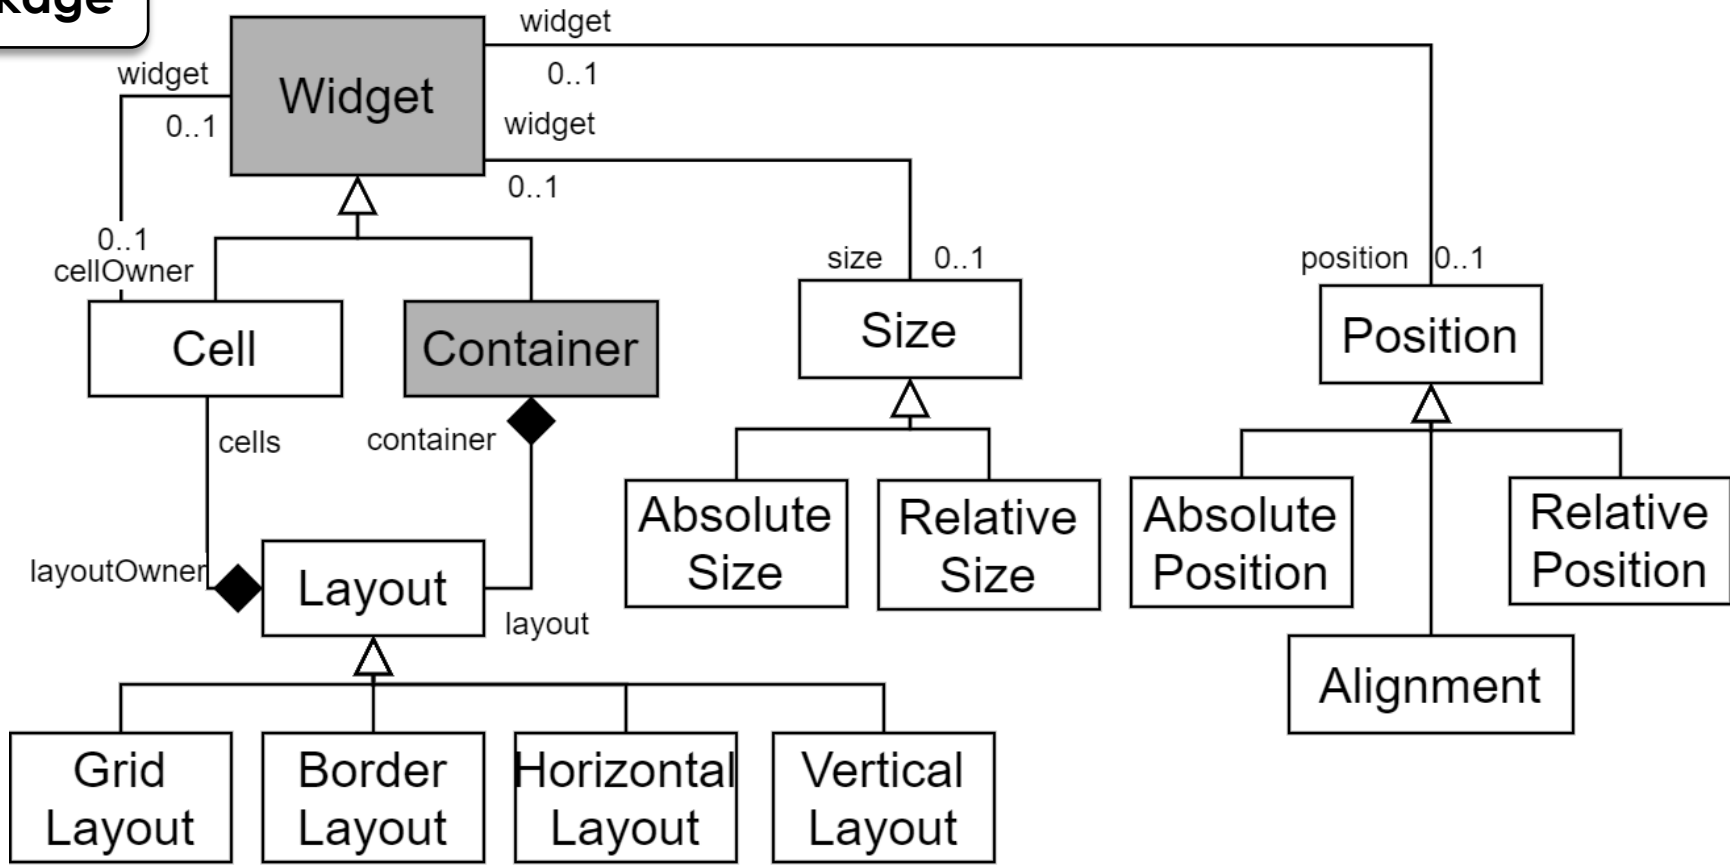 widget
widget
0..1
Widget
0..1
widget
0..1
0..1
cellOwner
size
0..1
position
0..1
Cell
Container
Size
Position
cells
container
Absolute
Size
Relative
Size
Absolute
Position
Relative
Position
layoutOwner
Layout
layout
Alignment
Grid
Layout
Border
Layout
Horizontal
Layout
Vertical
Layout